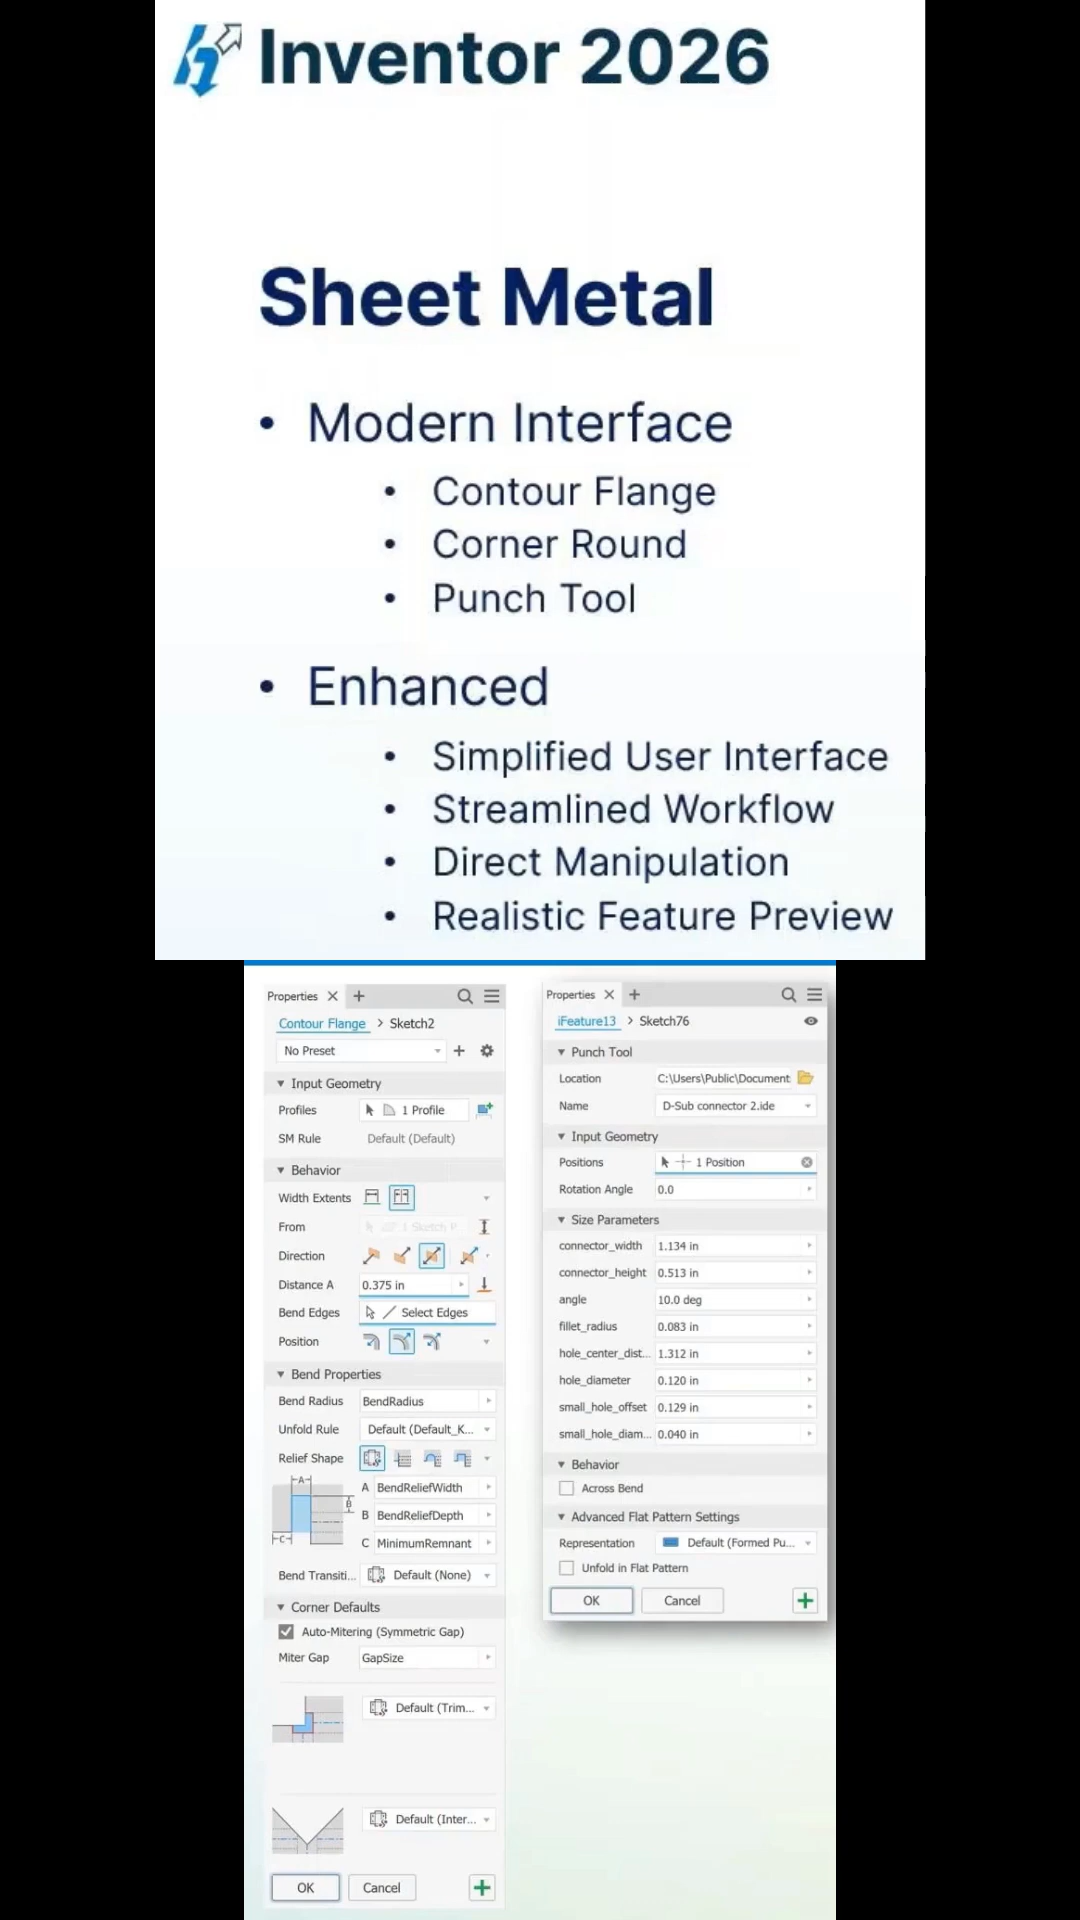 Inventor 2026
Sheet Metal
• Modern Interface
• Contour Flange
• Corner Round
• Punch Tool
• Enhanced
• Simplified User Interface
• Streamlined Workflow
• Direct Manipulation
• Realistic Feature Preview
Properties
Contour Flange > Sketch2
No Preset
Input Geometry
Profiles 1 Profile
SM Rule Default (Default)
Behavior
Width Extents
From 1 Sketch P...
Direction
Distance A 0.375 in
Bend Edges Select Edges
Position
Bend Properties
Bend Radius BendRadius
Unfold Rule Default (Default_K...
Relief Shape
A
B
C
A BendReliefWidth
B BendReliefDepth
C MinimumRemnant
Bend Transiti... Default (None)
Corner Defaults
Auto-Mitering (Symmetric Gap)
Miter Gap GapSize
Default (Trim...
Default (Inter...
OK Cancel
Properties
iFeature13 > Sketch76
Punch Tool
Location C:\Users\Public\Document
Name D-Sub connector 2.ide
Input Geometry
Positions 1 Position
Rotation Angle 0.0
Size Parameters
connector_width 1.134 in
connector_height 0.513 in
angle 10.0 deg
fillet_radius 0.083 in
hole_center_dist... 1.312 in
hole_diameter 0.120 in
small_hole_offset 0.129 in
small_hole_diam... 0.040 in
Behavior
Across Bend
Advanced Flat Pattern Settings
Representation Default (Formed Pu...
Unfold in Flat Pattern
OK Cancel